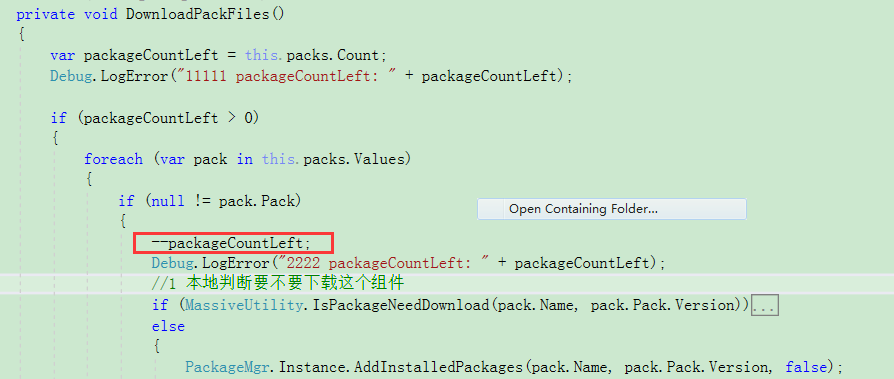 private void DownloadPackFiles()
{
var packageCountLeft = this.packs.Count;
Debug.LogError("11111 packageCountLeft: " + packageCountLeft);
if (packageCountLeft > 0)
{
foreach (var pack in this.packs.Values)
{
if (null != pack.Pack)
Open Containing Folder...
{
--packageCountLeft;
Debug.LogError("2222 packageCountLeft: " + packageCountLeft);
//1 本地判断要不要下载这个组件
if (MassiveUtility.IsPackageNeedDownload(pack.Name, pack.Pack.Version))...
else
{
PackageMgr.Instance.AddInstalledPackages(pack.Name, pack.Pack.Version, false);